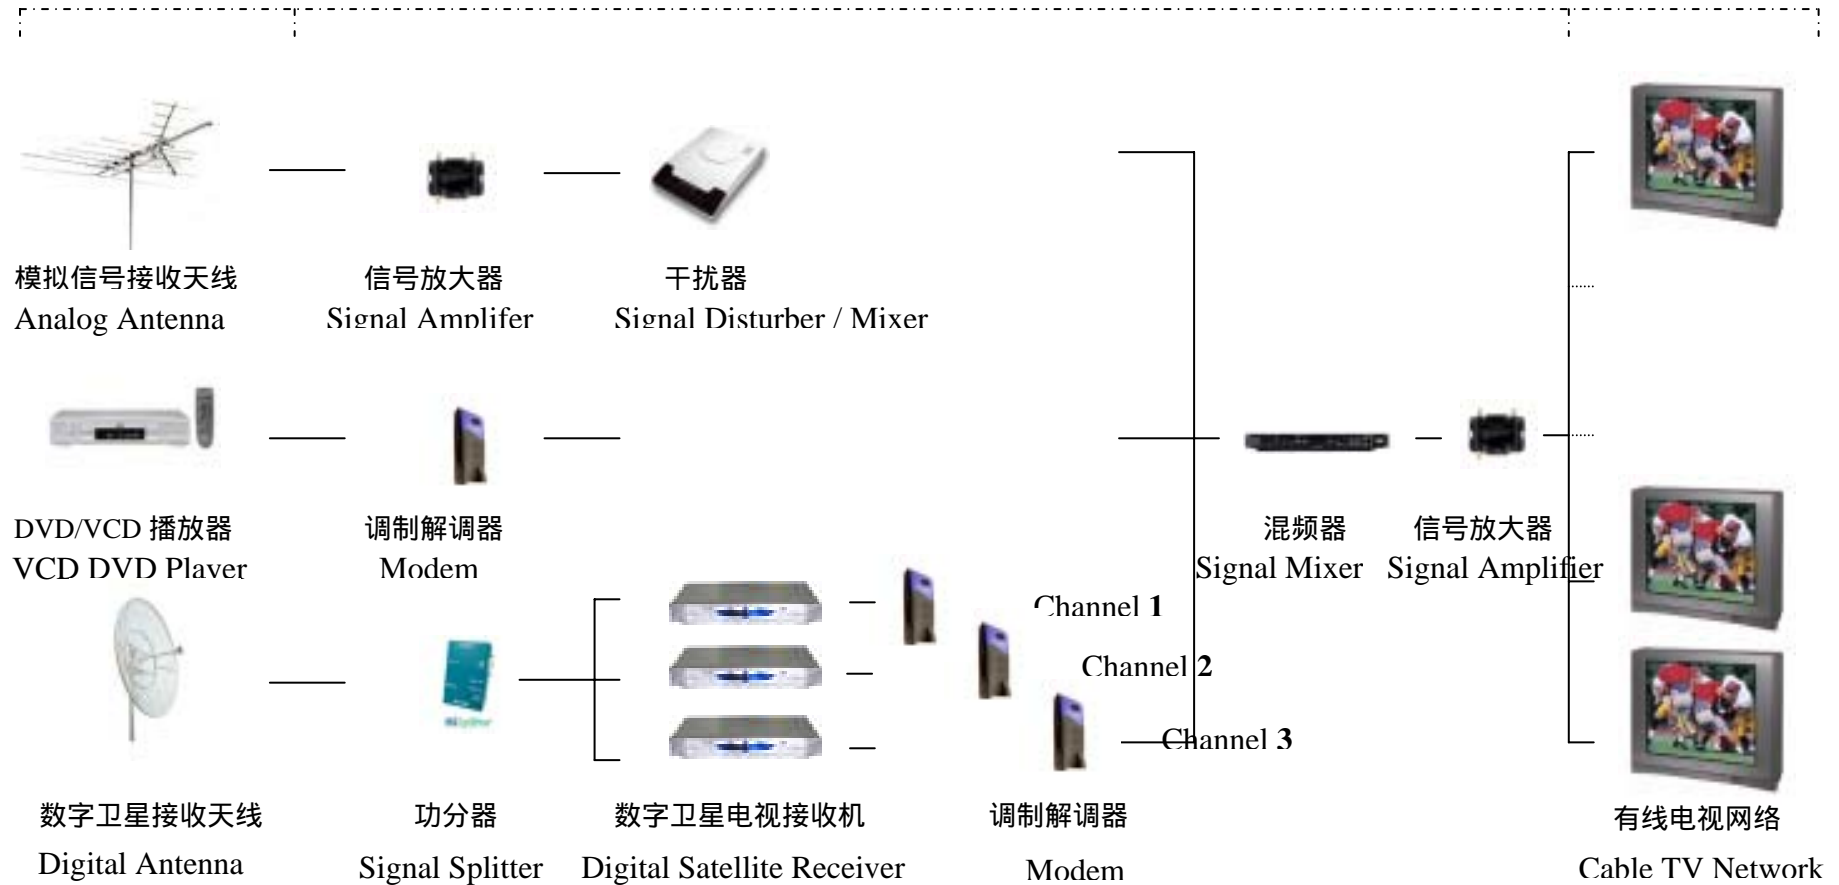 模拟信号接收天线
Analog Antenna
信号放大器
Signal Amplifer
干扰器
Signal Disturber / Mixer
DVD/VCD 播放器
VCD DVD Player
调制解调器
Modem
混频器
Signal Mixer
信号放大器
Signal Amplifier
Channel 1
Channel 2
Channel 3
数字卫星接收天线
Digital Antenna
功分器
Signal Splitter
数字卫星电视接收机
Digital Satellite Receiver
调制解调器
Modem
有线电视网络
Cable TV Network